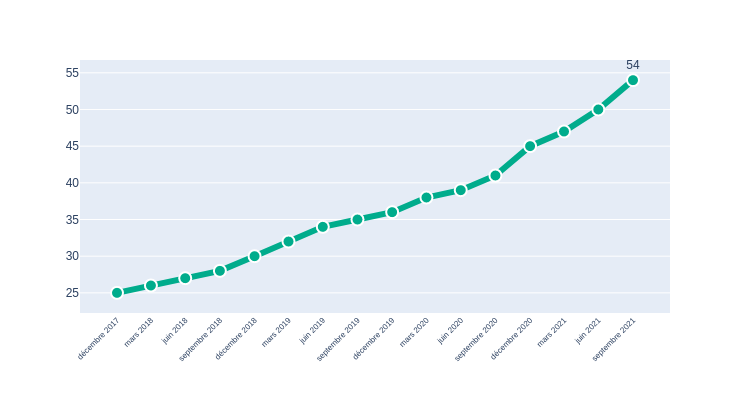 54
55
50
45
40
35
30
25
décembre 2017
mars 2018
juin 2018
septembre 2018
décembre 2018
mars 2019
juin 2019
septembre 2019
décembre 2019
mars 2020
juin 2020
septembre 2020
décembre 2020
mars 2021
juin 2021
septembre 2021